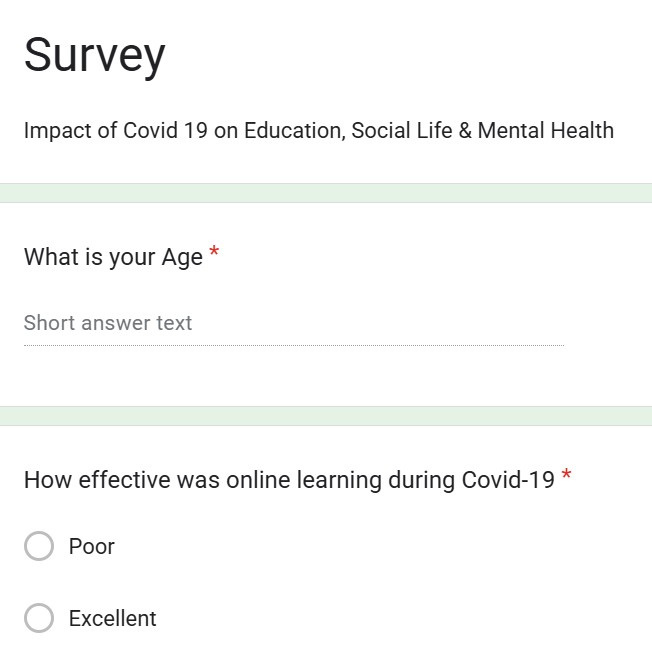 Survey
Impact of Covid 19 on Education, Social Life & Mental Health
What is your Age *
Short answer text
How effective was online learning during Covid-19 *
Poor
Excellent